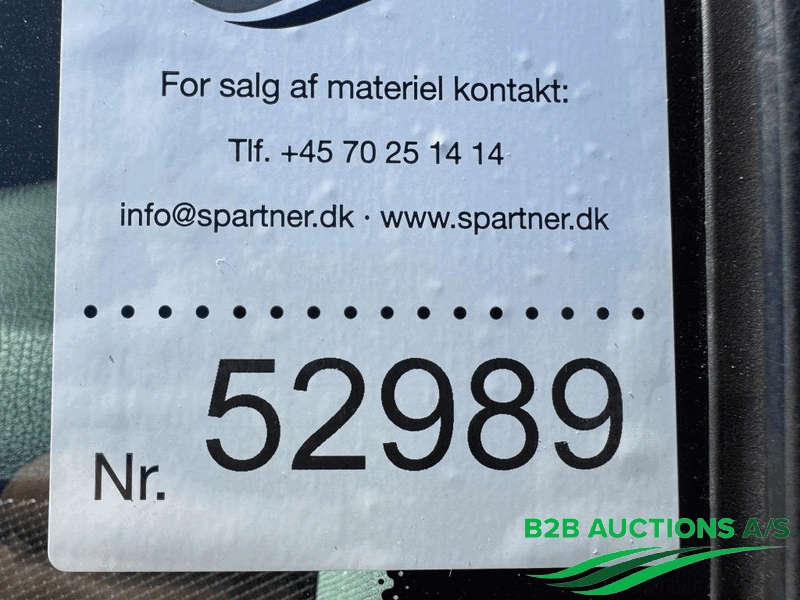 For salg af materiel kontakt:
Tlf. +45 70 25 14 14
info@spartner.dk · www.spartner.dk
Nr. 52989
B2B AUCTIONS A/S